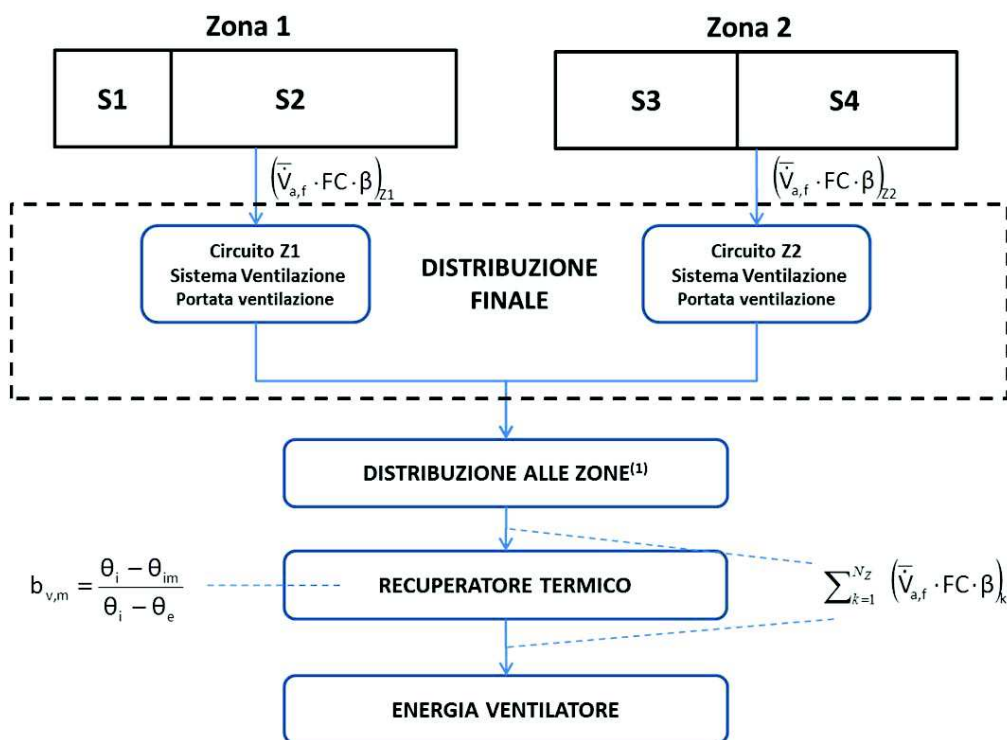 Zona 1
Zona 2
S1
S2
S3
S4
(V̇̅a,f · FC · β)Z1
(V̇̅a,f · FC · β)Z2
Circuito Z1
Sistema Ventilazione
Portata ventilazione
DISTRIBUZIONE
FINALE
Circuito Z2
Sistema Ventilazione
Portata ventilazione
DISTRIBUZIONE ALLE ZONE(1)
bv,m = (θi − θim) / (θi − θe)
RECUPERATORE TERMICO
∑k=1NZ (V̇̅a,f · FC · β)k
ENERGIA VENTILATORE